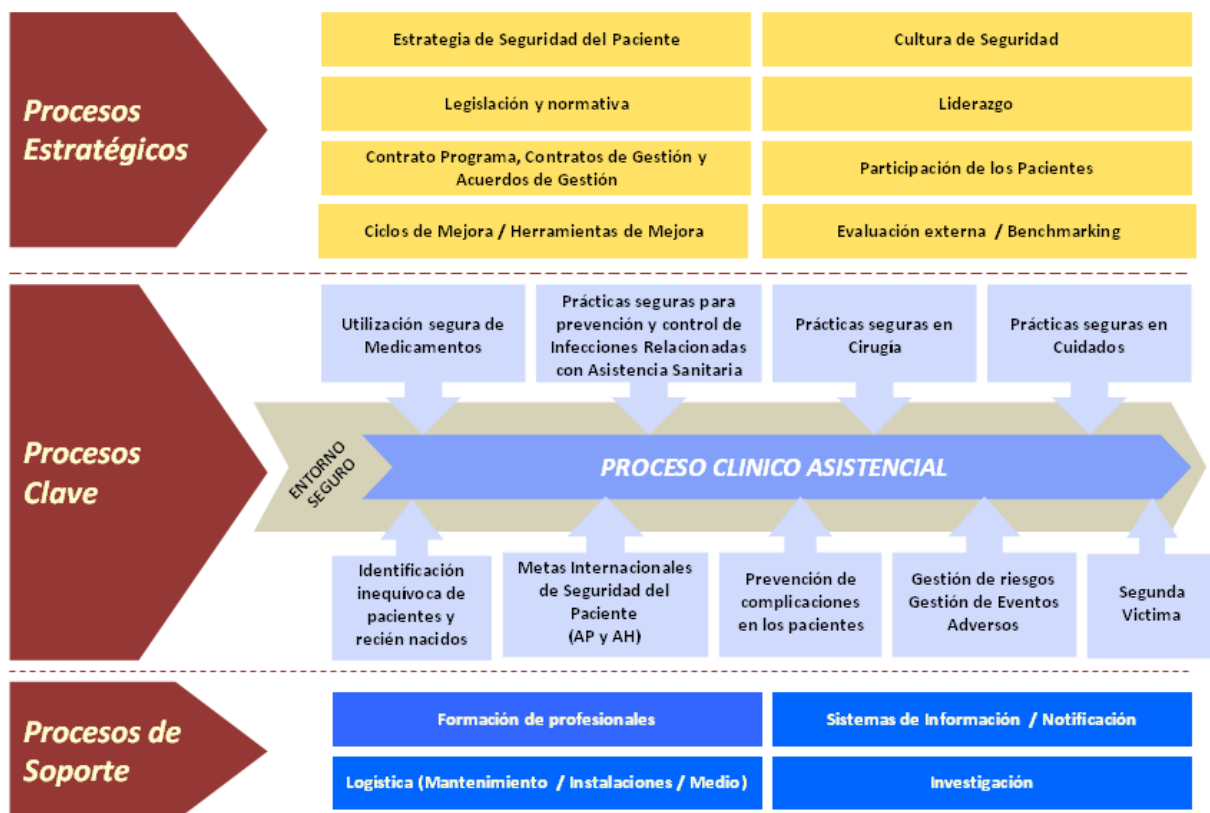 Procesos
Estratégicos
Estrategia de Seguridad del Paciente
Cultura de Seguridad
Legislación y normativa
Liderazgo
Contrato Programa, Contratos de Gestión y
Acuerdos de Gestión
Participación de los Pacientes
Ciclos de Mejora / Herramientas de Mejora
Evaluación externa / Benchmarking
Procesos
Clave
Utilización segura de
Medicamentos
Prácticas seguras para
prevención y control de
Infecciones Relacionadas
con Asistencia Sanitaria
Prácticas seguras en
Cirugía
Prácticas seguras en
Cuidados
ENTORNO
SEGURO
PROCESO CLINICO ASISTENCIAL
Identificación
inequívoca de
pacientes y
recién nacidos
Metas Internacionales
de Seguridad del
Paciente
(AP y AH)
Prevención de
complicaciones
en los pacientes
Gestión de riesgos
Gestión de Eventos
Adversos
Segunda
Victima
Procesos de
Soporte
Formación de profesionales
Sistemas de Información / Notificación
Logística (Mantenimiento / Instalaciones / Medio)
Investigación